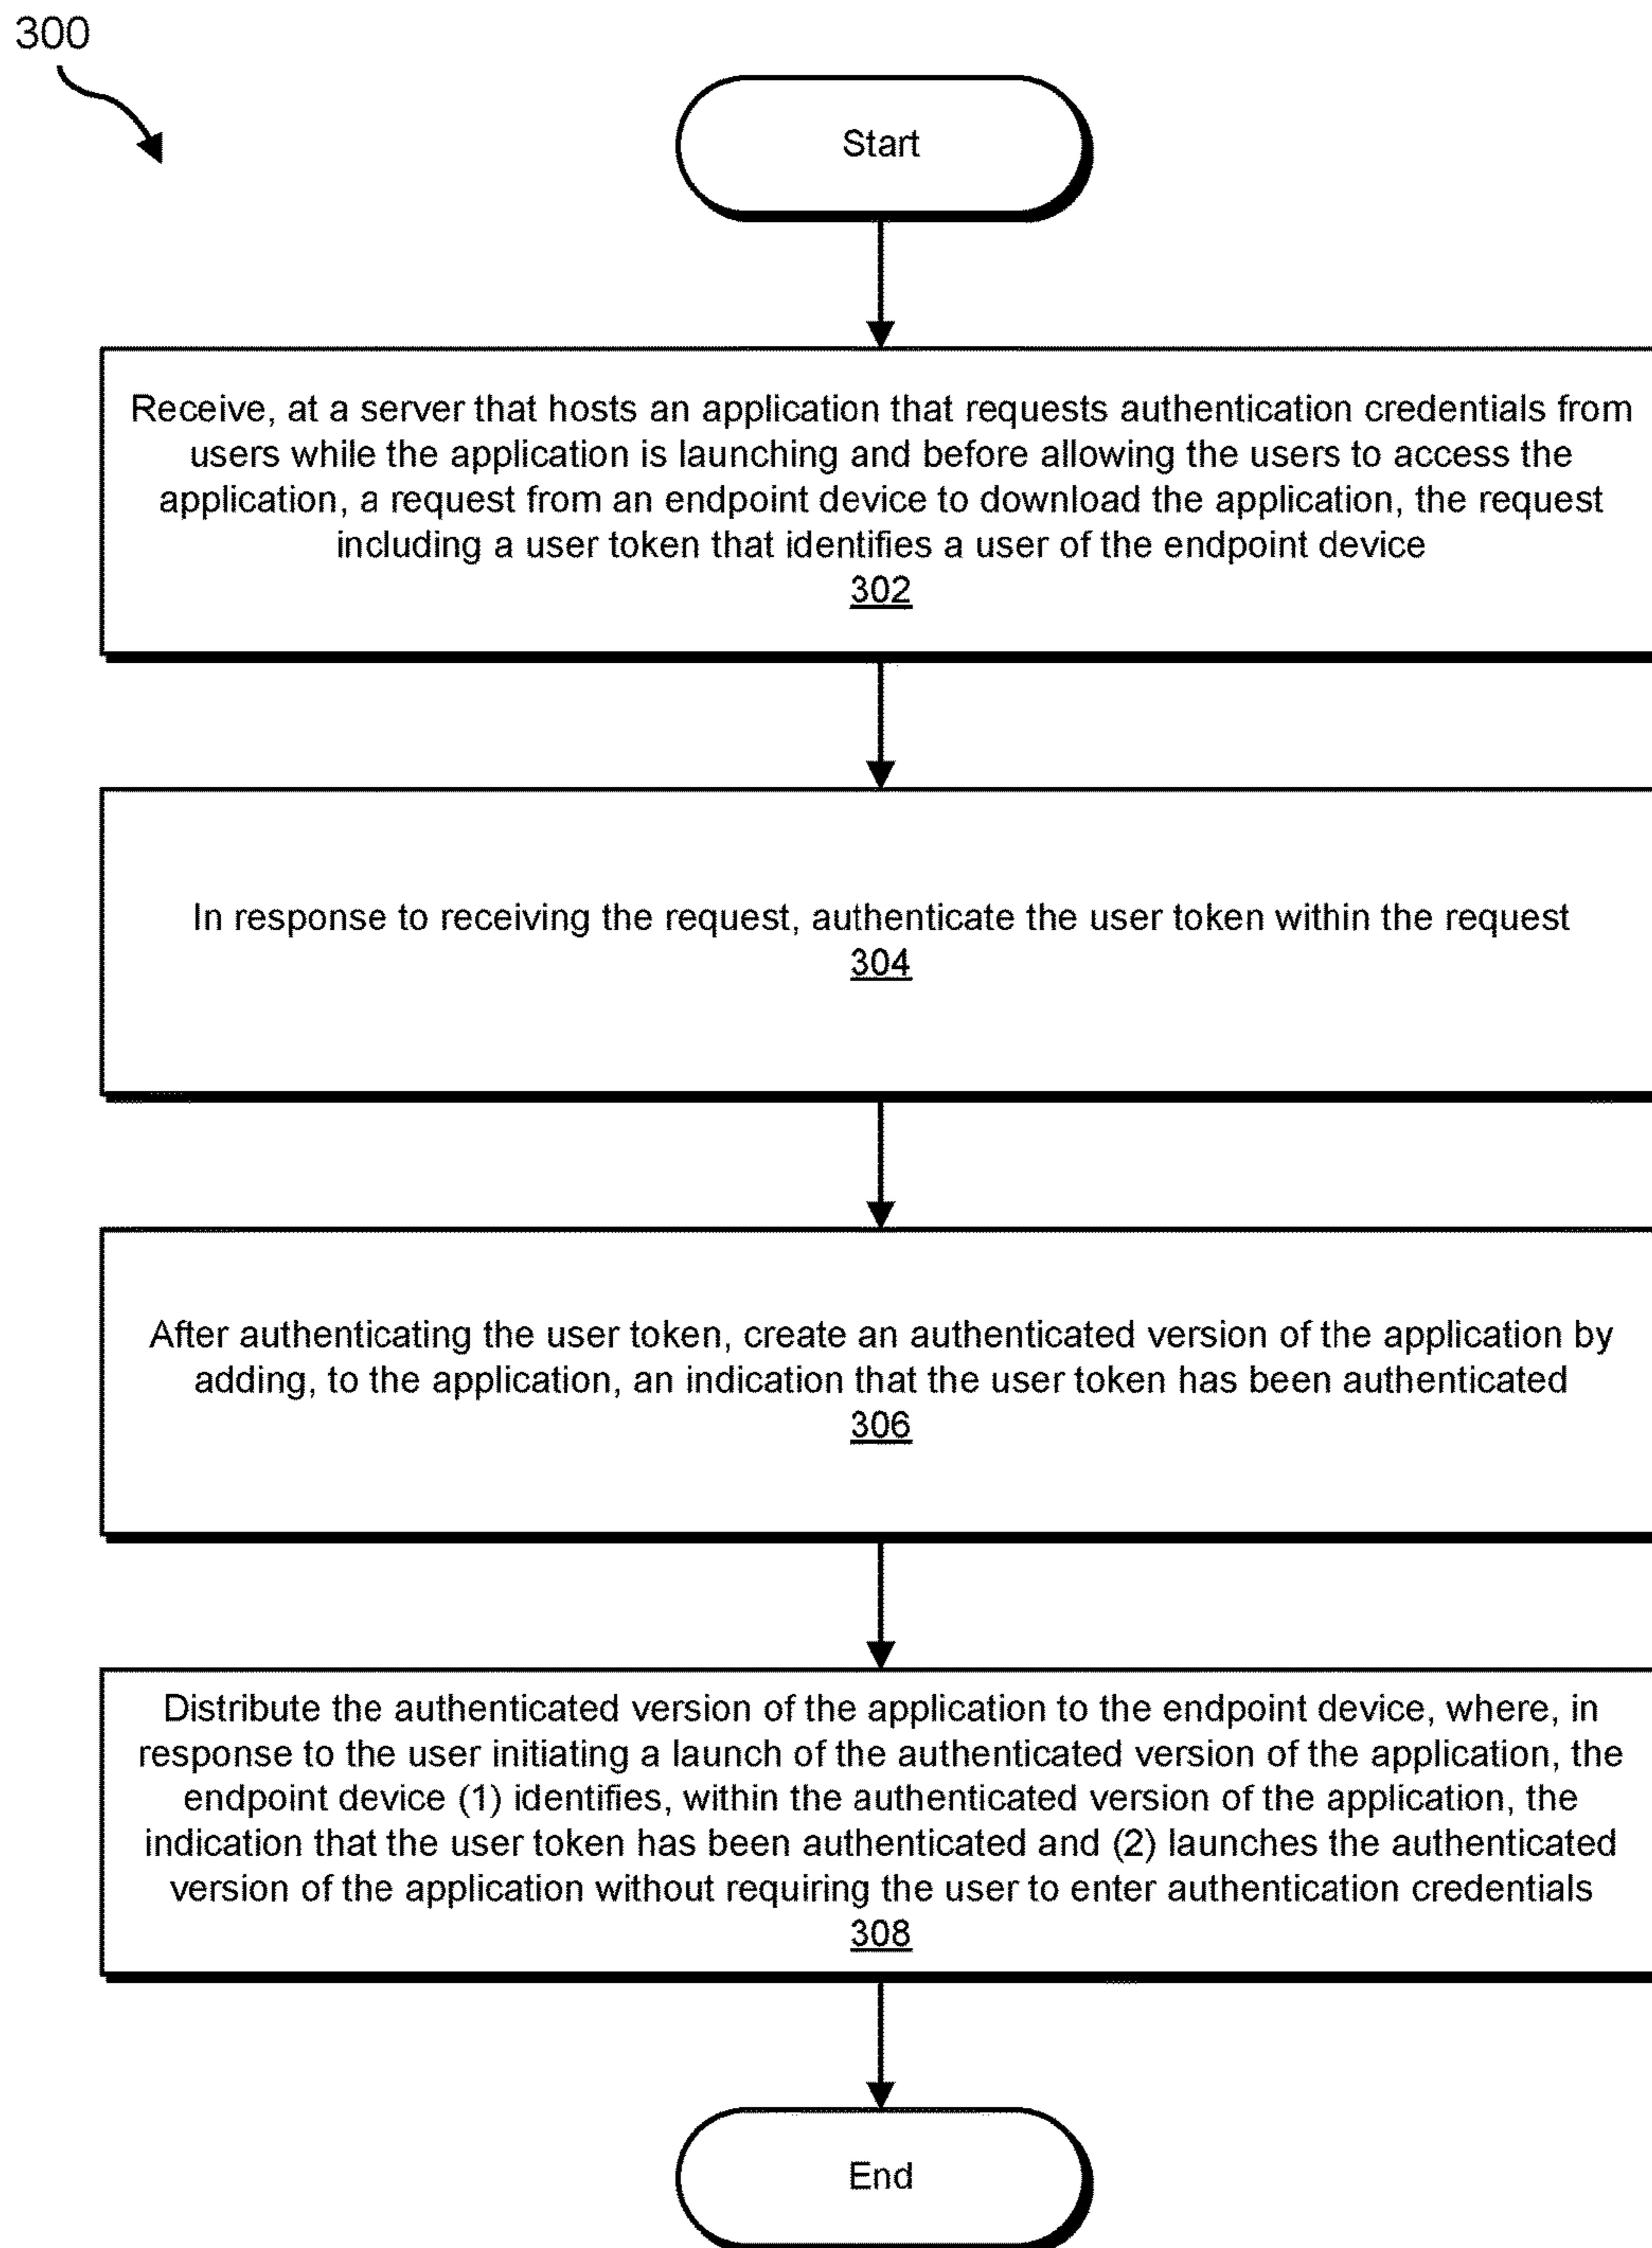 300
Start
Receive, at a server that hosts an application that requests authentication credentials from
users while the application is launching and before allowing the users to access the
application, a request from an endpoint device to download the application, the request
including a user token that identifies a user of the endpoint device
302
In response to receiving the request, authenticate the user token within the request
304
After authenticating the user token, create an authenticated version of the application by
adding, to the application, an indication that the user token has been authenticated
306
Distribute the authenticated version of the application to the endpoint device, where, in
response to the user initiating a launch of the authenticated version of the application, the
endpoint device (1) identifies, within the authenticated version of the application, the
indication that the user token has been authenticated and (2) launches the authenticated
version of the application without requiring the user to enter authentication credentials
308
End